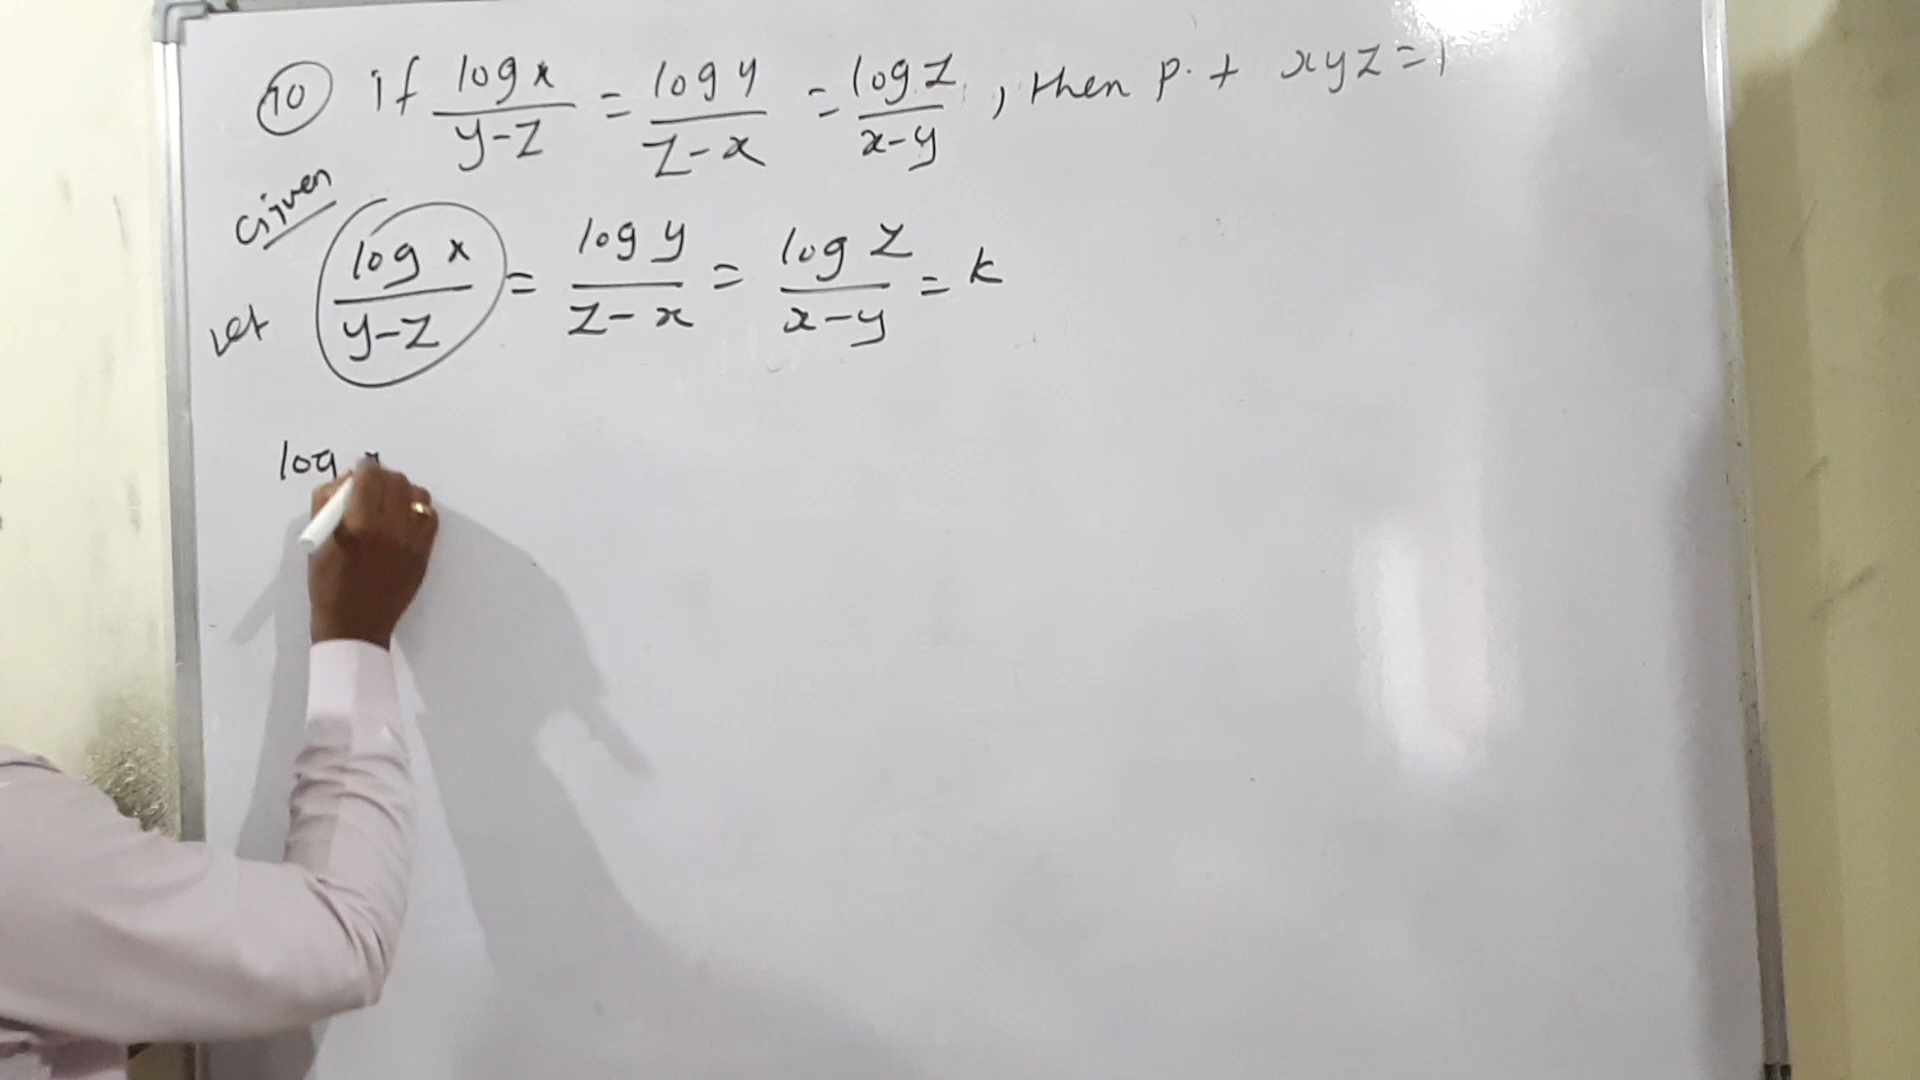 10 if log x / y-z = log y / z-x = log z / x-y , then p.t xyz=1
Given
Let log x / y-z = log y / z-x = log z / x-y = k
log x